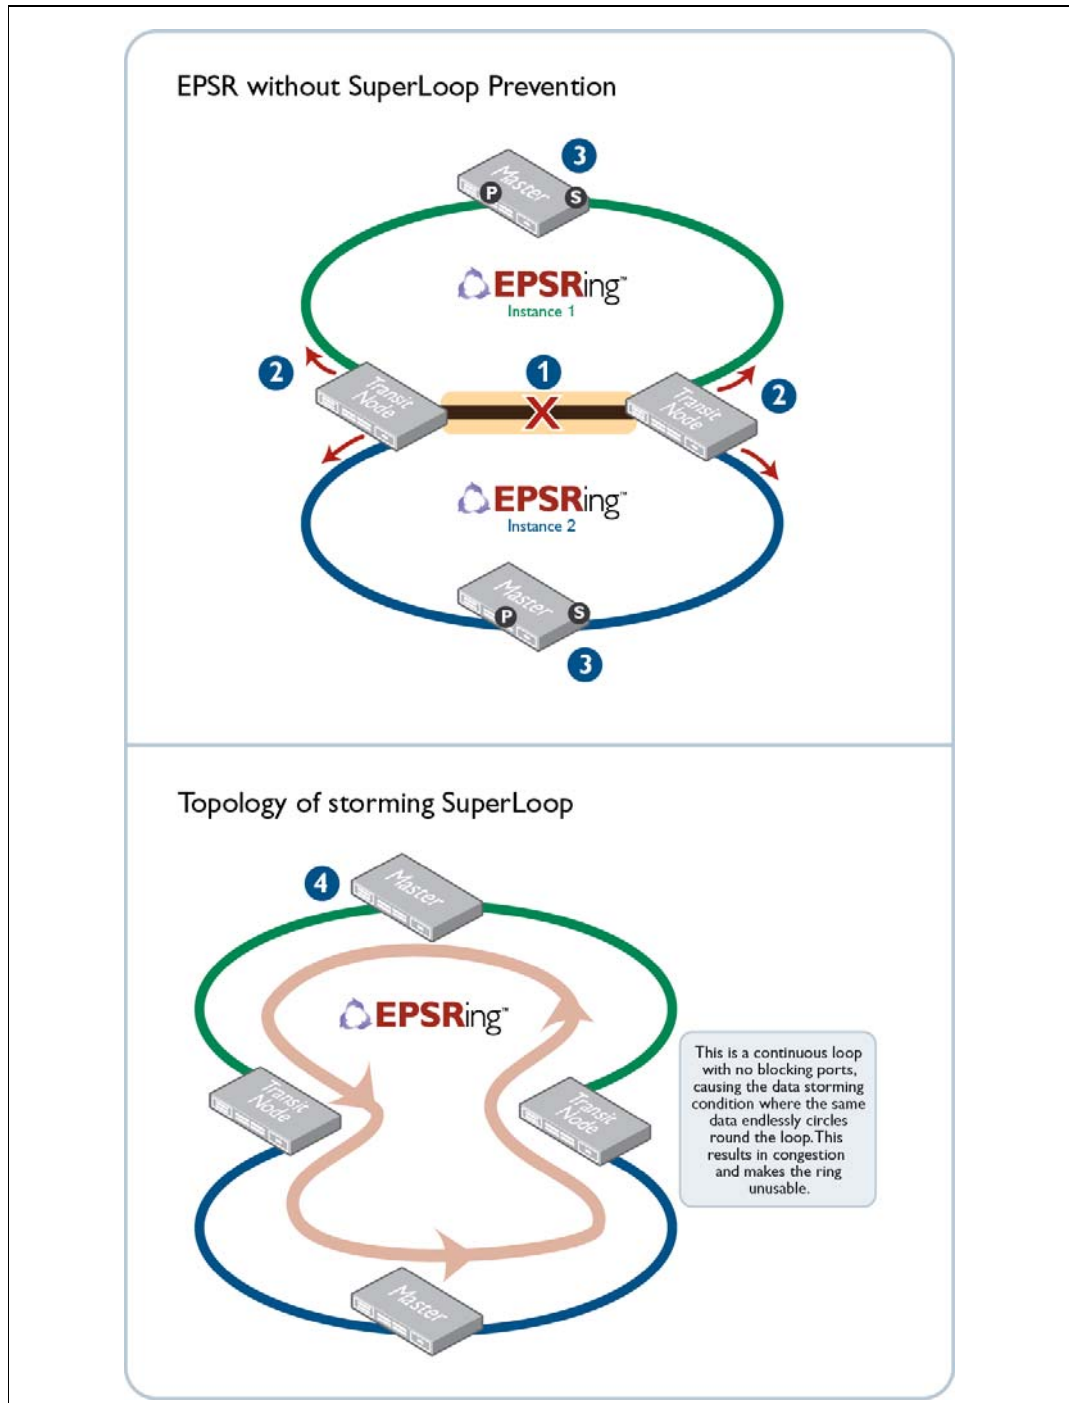 EPSR without SuperLoop Prevention
3
Master
P
S
EPSRing™
Instance 1
2
1
2
Transit
Node
X
Transit
Node
EPSRing™
Instance 2
Master
P
S
3
Topology of storming SuperLoop
4
Master
EPSRing™
This is a continuous loop
with no blocking ports,
causing the data storming
condition where the same
data endlessly circles
round the loop. This
results in congestion
and makes the ring
unusable.
Transit
Node
Transit
Node
Master